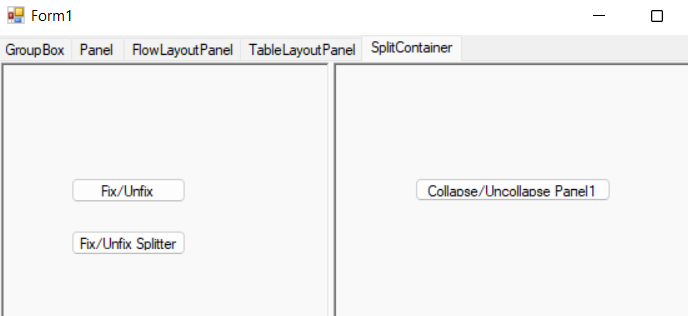 Form1
GroupBox Panel FlowLayoutPanel TableLayoutPanel SplitContainer
Fix/Unfix Collapse/Uncollapse Panel1
Fix/Unfix Splitter